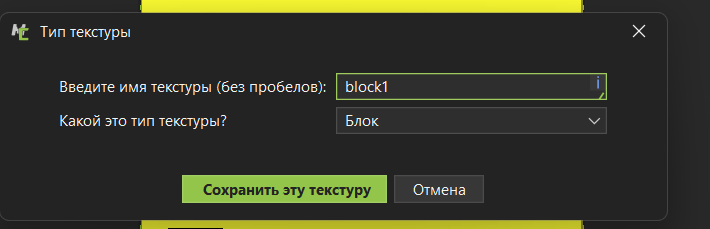 Тип текстуры
Введите имя текстуры (без пробелов): block1
Какой это тип текстуры? Блок
Сохранить эту текстуру Отмена